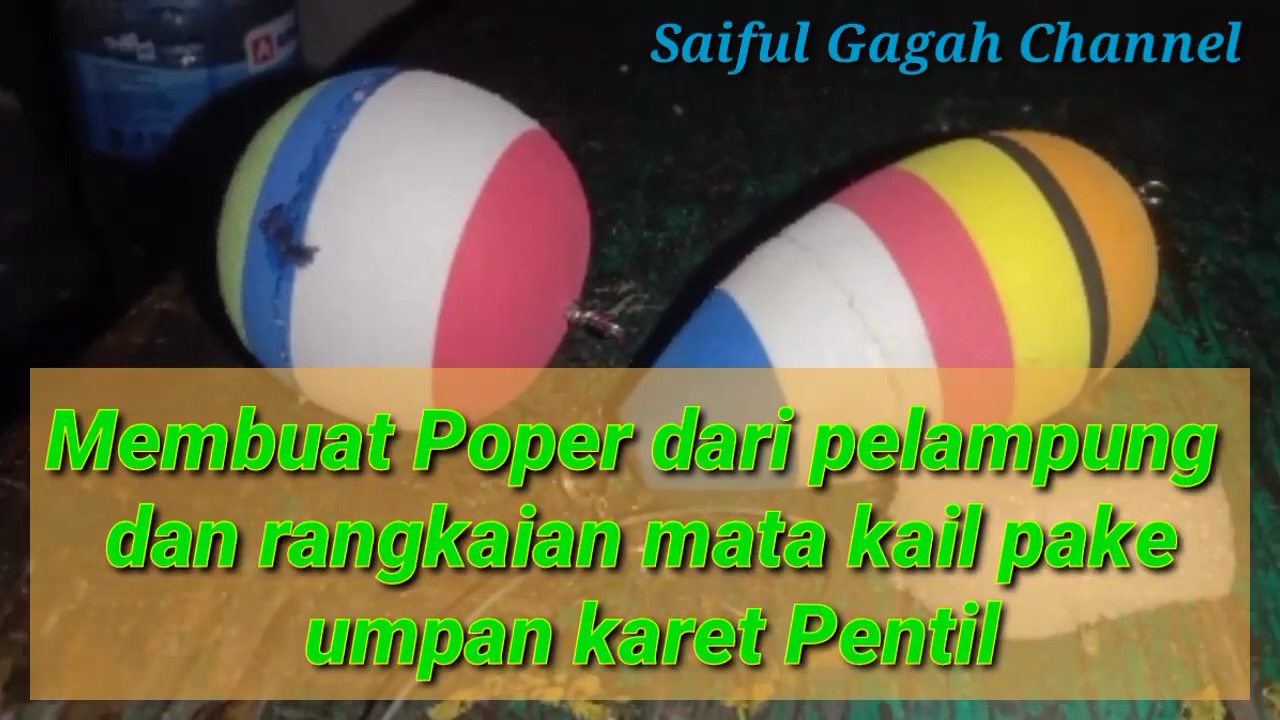 Saiful Gagah Channel
Membuat Poper dari pelampung
dan rangkaian mata kail pake
umpan karet Pentil